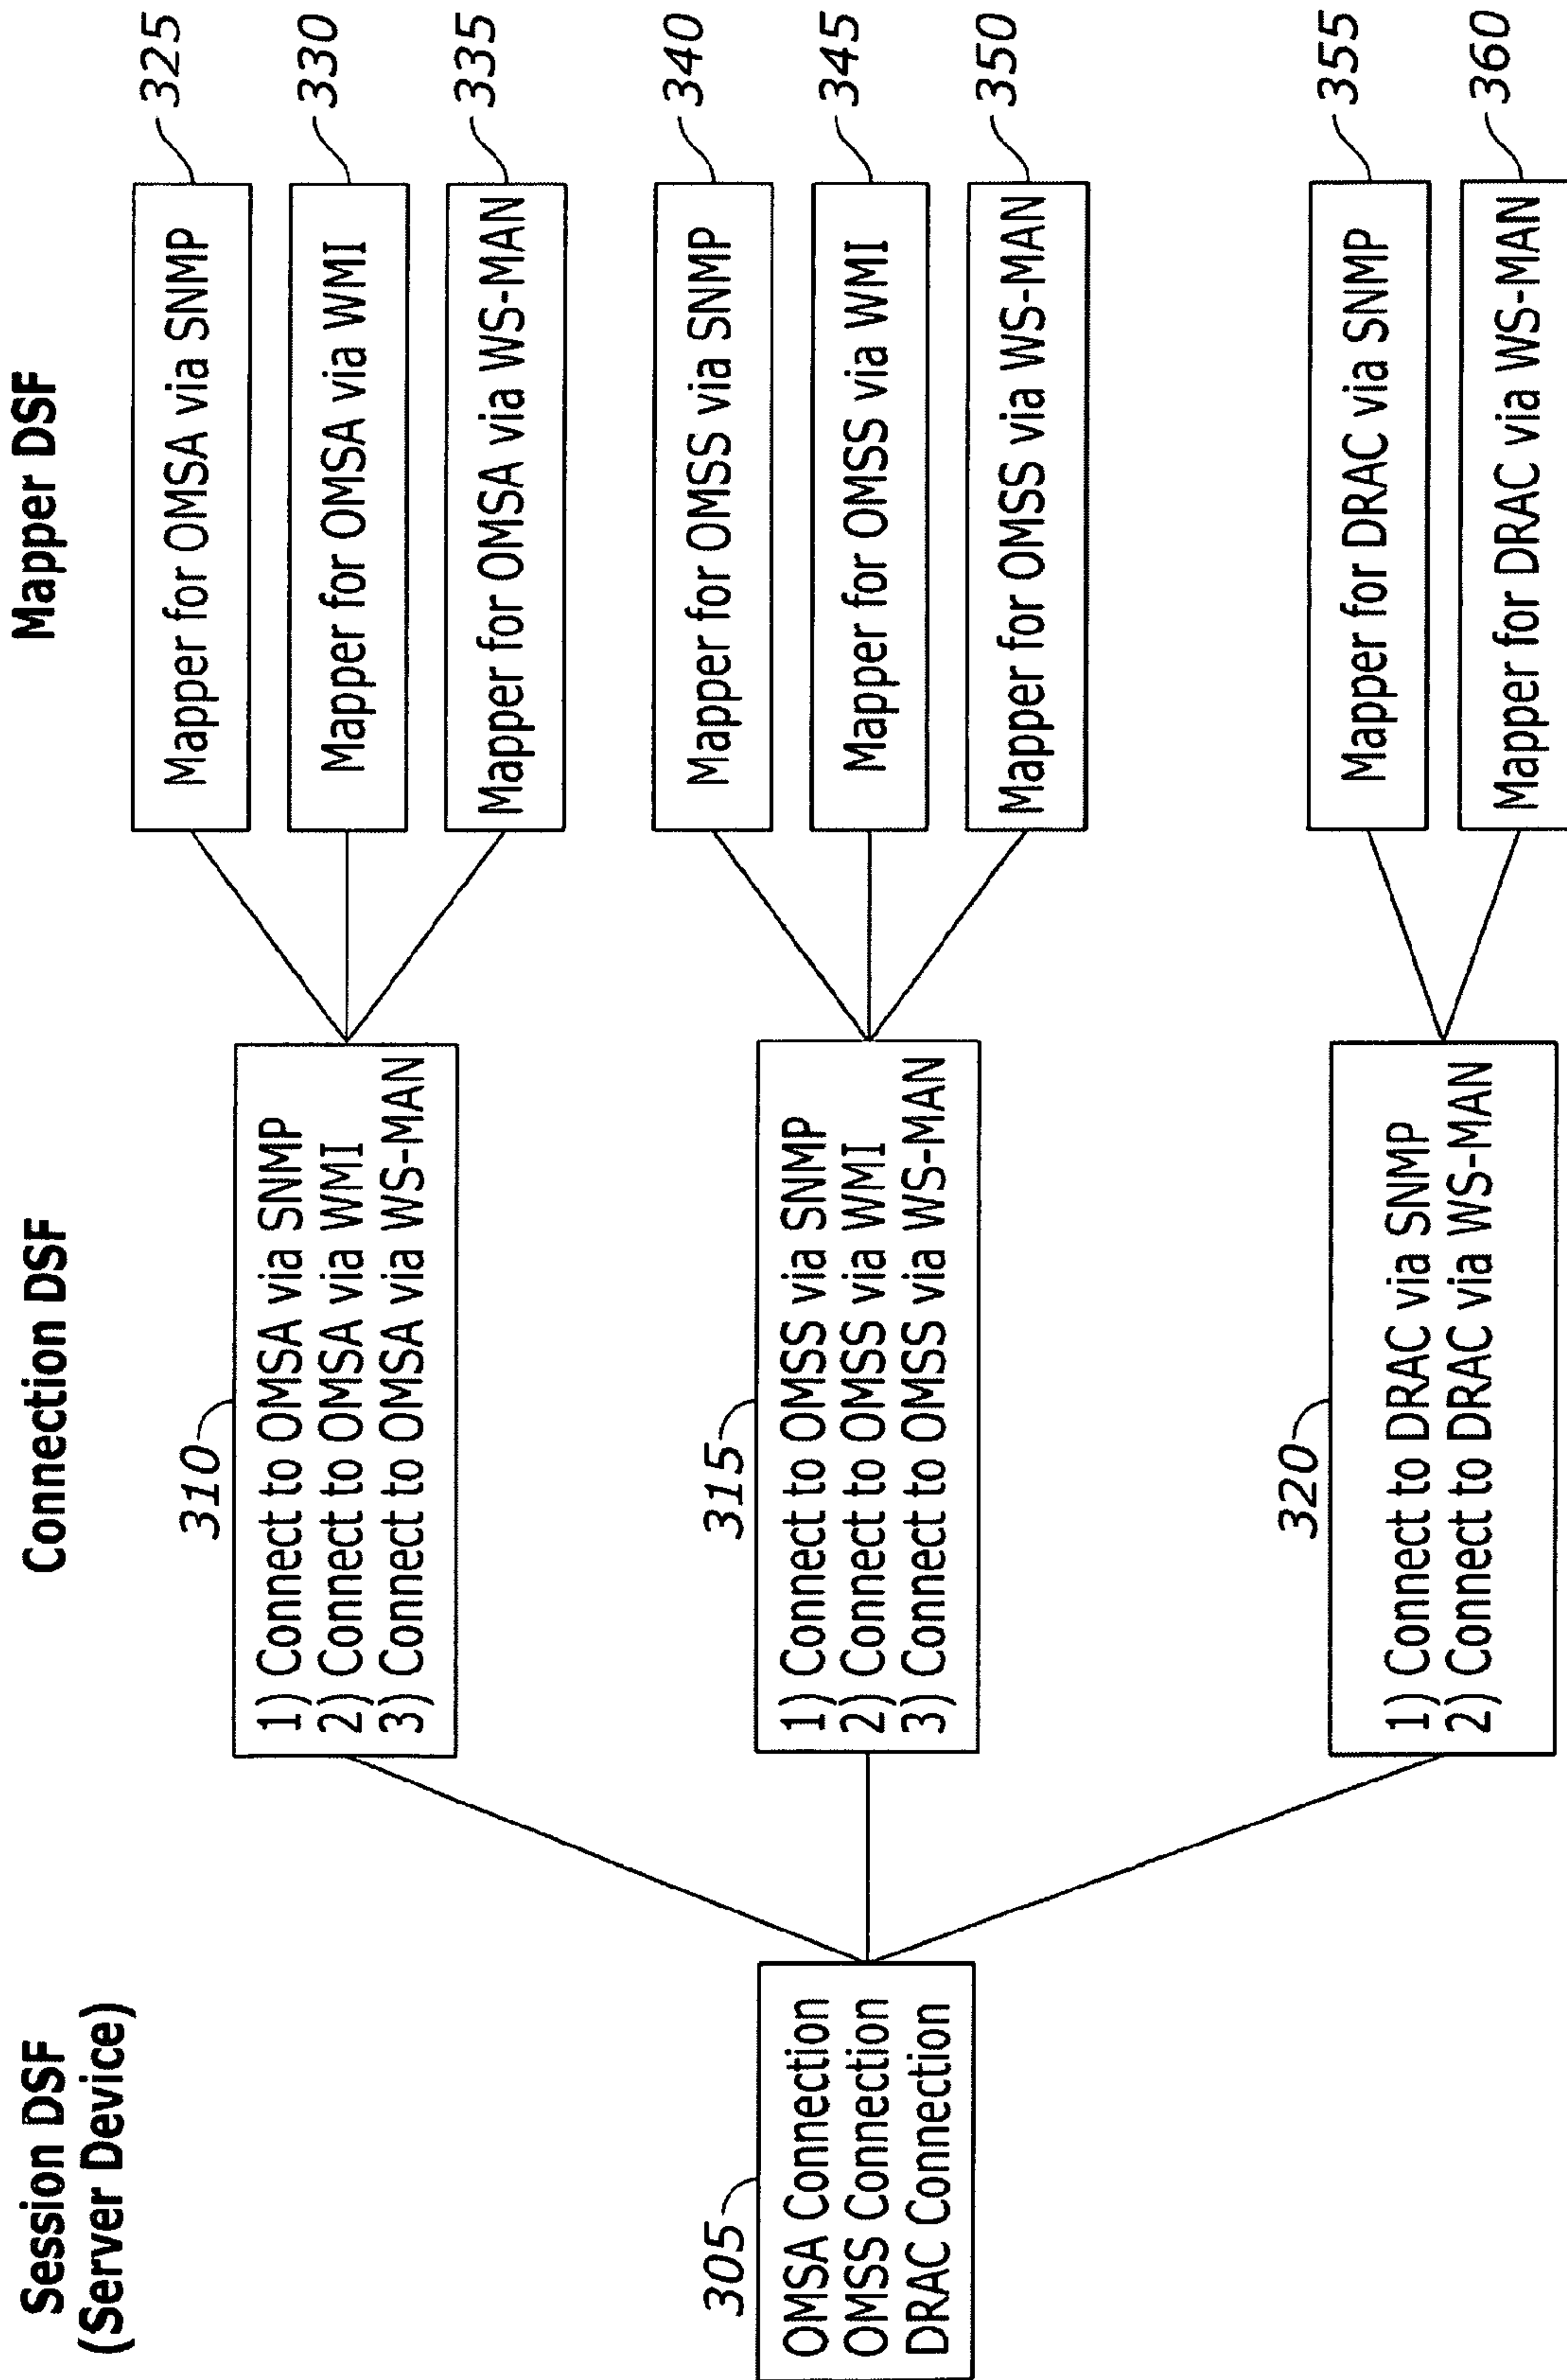 Session DSF
(Server Device)
Connection DSF
Mapper DSF
305
OMSA Connection
OMSS Connection
DRAC Connection
310
1) Connect to OMSA via SNMP
2) Connect to OMSA via WMI
3) Connect to OMSA via WS-MAN
315
1) Connect to OMSS via SNMP
2) Connect to OMSS via WMI
3) Connect to OMSS via WS-MAN
320
1) Connect to DRAC via SNMP
2) Connect to DRAC via WS-MAN
Mapper for OMSA via SNMP
325
Mapper for OMSA via WMI
330
Mapper for OMSA via WS-MAN
335
Mapper for OMSS via SNMP
340
Mapper for OMSS via WMI
345
Mapper for OMSS via WS-MAN
350
Mapper for DRAC via SNMP
355
Mapper for DRAC via WS-MAN
360